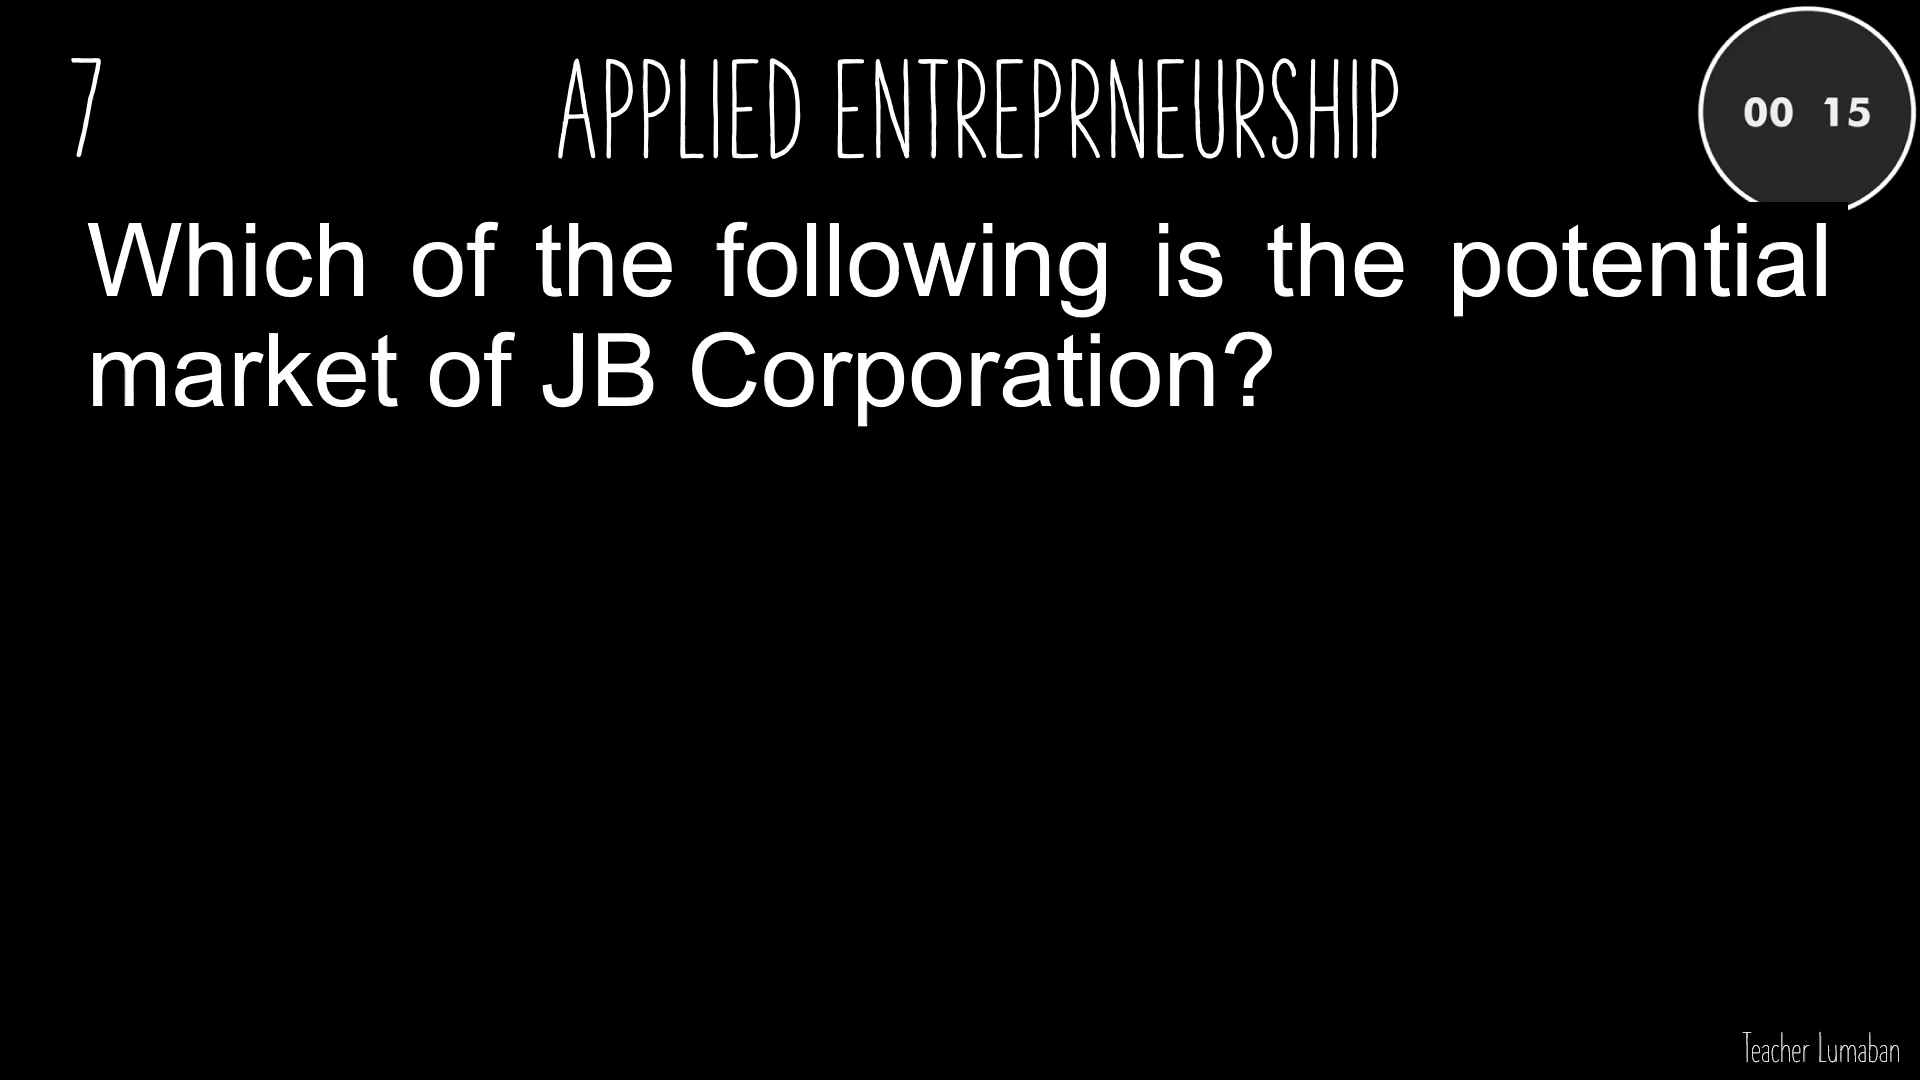 7
APPLIED ENTREPRNEURSHIP
00 15
Which of the following is the potential
market of JB Corporation?
Teacher Lumaban